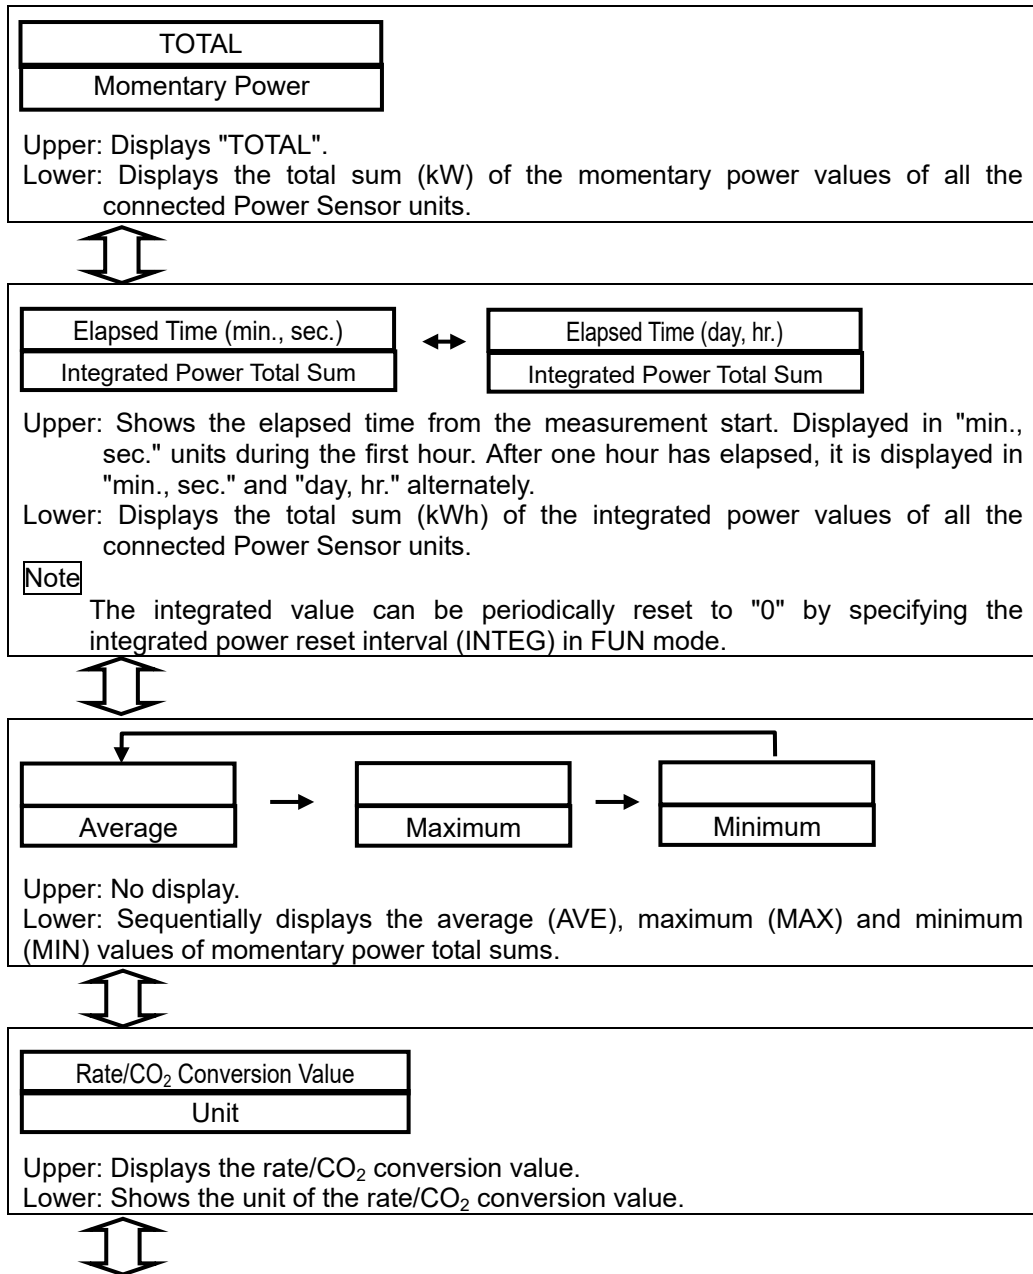 TOTAL
Momentary Power
Upper: Displays "TOTAL".
Lower: Displays the total sum (kW) of the momentary power values of all the
connected Power Sensor units.
Elapsed Time (min., sec.)
Integrated Power Total Sum
Elapsed Time (day, hr.)
Integrated Power Total Sum
Upper: Shows the elapsed time from the measurement start. Displayed in "min.,
sec." units during the first hour. After one hour has elapsed, it is displayed in
"min., sec." and "day, hr." alternately.
Lower: Displays the total sum (kWh) of the integrated power values of all the
connected Power Sensor units.
Note
The integrated value can be periodically reset to "0" by specifying the
integrated power reset interval (INTEG) in FUN mode.
Average
Maximum
Minimum
Upper: No display.
Lower: Sequentially displays the average (AVE), maximum (MAX) and minimum
(MIN) values of momentary power total sums.
Rate/CO₂ Conversion Value
Unit
Upper: Displays the rate/CO₂ conversion value.
Lower: Shows the unit of the rate/CO₂ conversion value.